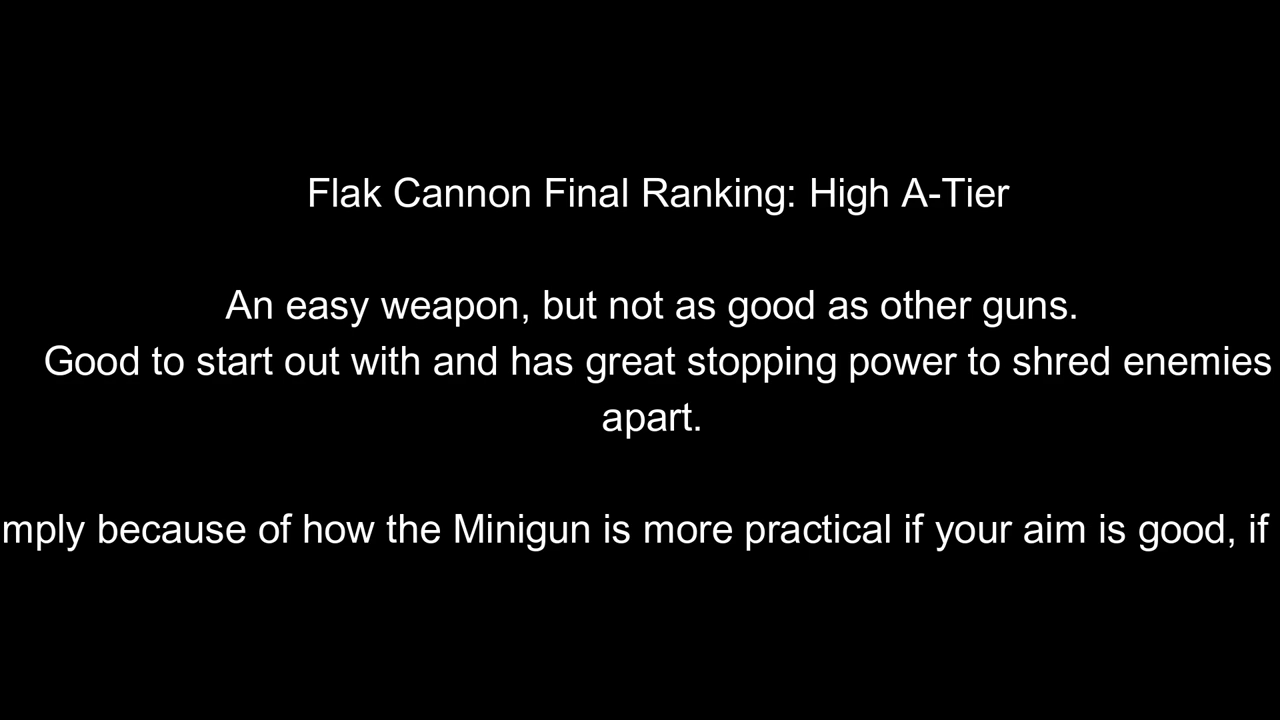 Flak Cannon Final Ranking: High A-Tier
An easy weapon, but not as good as other guns.
Good to start out with and has great stopping power to shred enemies
apart.
mply because of how the Minigun is more practical if your aim is good, if